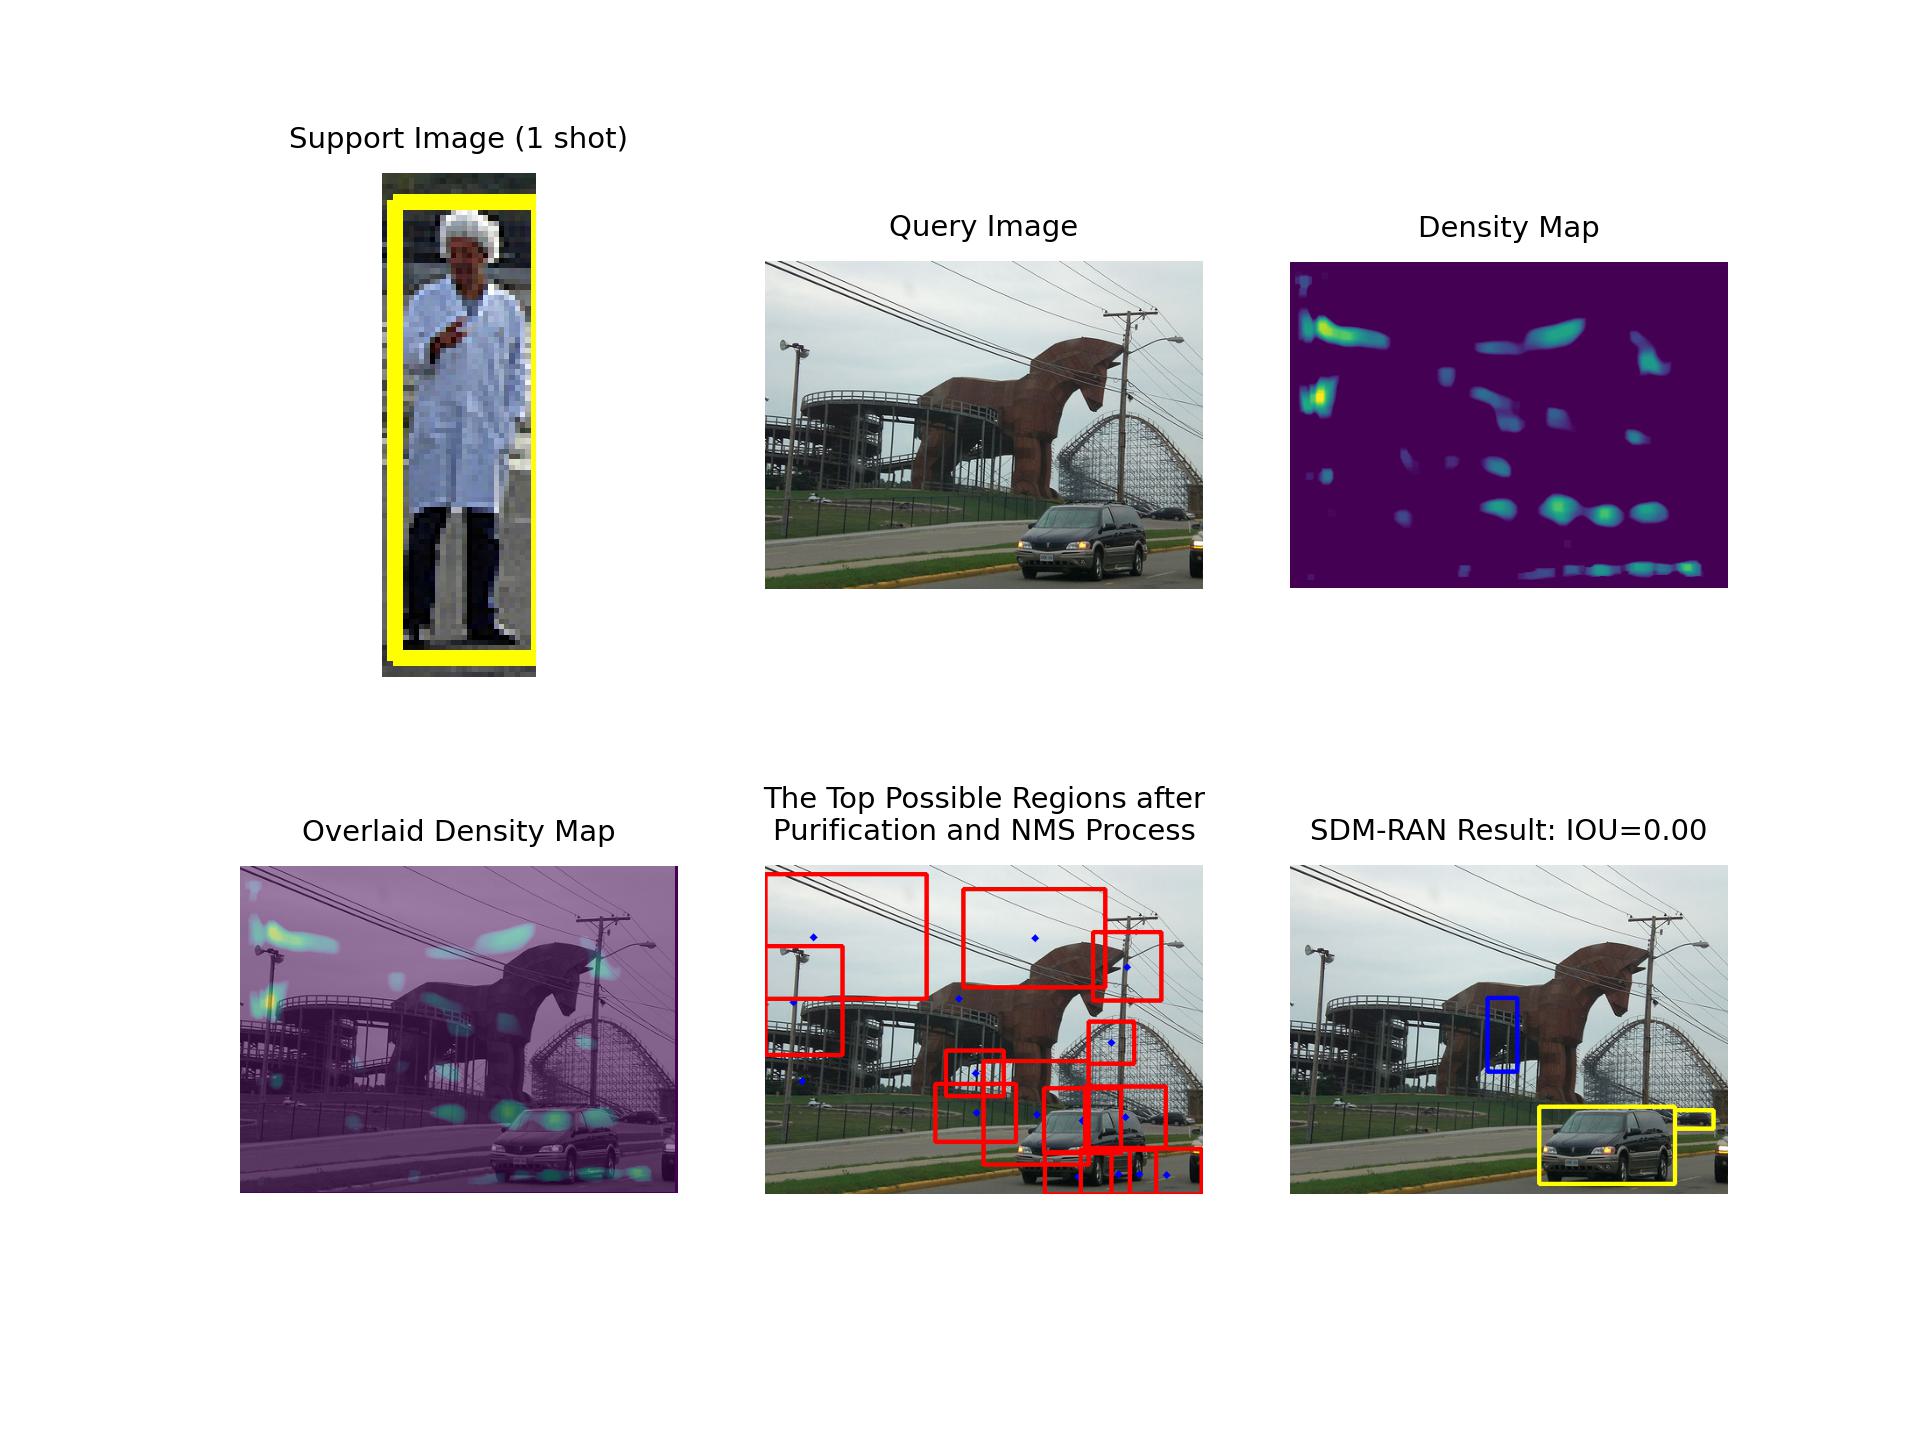 Support Image (1 shot)
Query Image
Density Map
Overlaid Density Map
The Top Possible Regions after
Purification and NMS Process
SDM-RAN Result: IOU=0.00